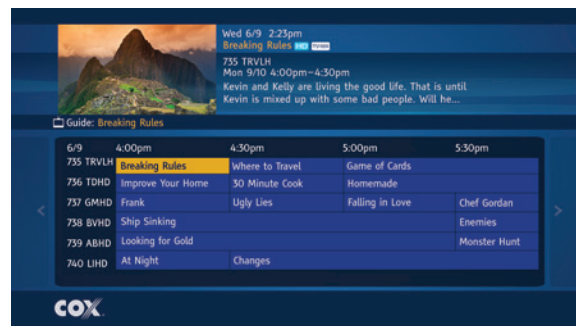 Wed 6/9 2:23pm
Breaking Rules HD
735 TRVLH
Mon 9/10 4:00pm-4:30pm
Kevin and Kelly are living the good life. That is until
Kevin is mixed up with some bad people. Will he...
Guide: Breaking Rules
6/9 4:00pm 4:30pm 5:00pm 5:30pm
735 TRVLH Breaking Rules Where to Travel Game of Cards
736 TDHD Improve Your Home 30 Minute Cook Homemade
737 GMHD Frank Ugly Lies Falling in Love Chef Gordan
738 BVHD Ship Sinking Enemies
739 ABHD Looking for Gold Monster Hunt
740 LIHD At Night Changes
COX